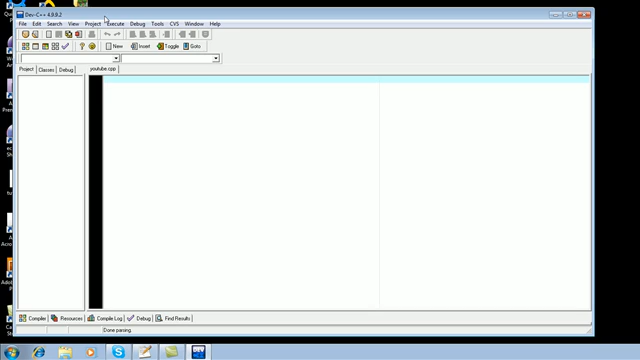 Dev-C++ 4.9.9.2
File Edit Search View Project Execute Debug Tools CVS Window Help
New Insert Toggle Goto
Project Classes Debug youtube.cpp
Compiler Resources Compile Log Debug Find Results
Done parsing.
DEV